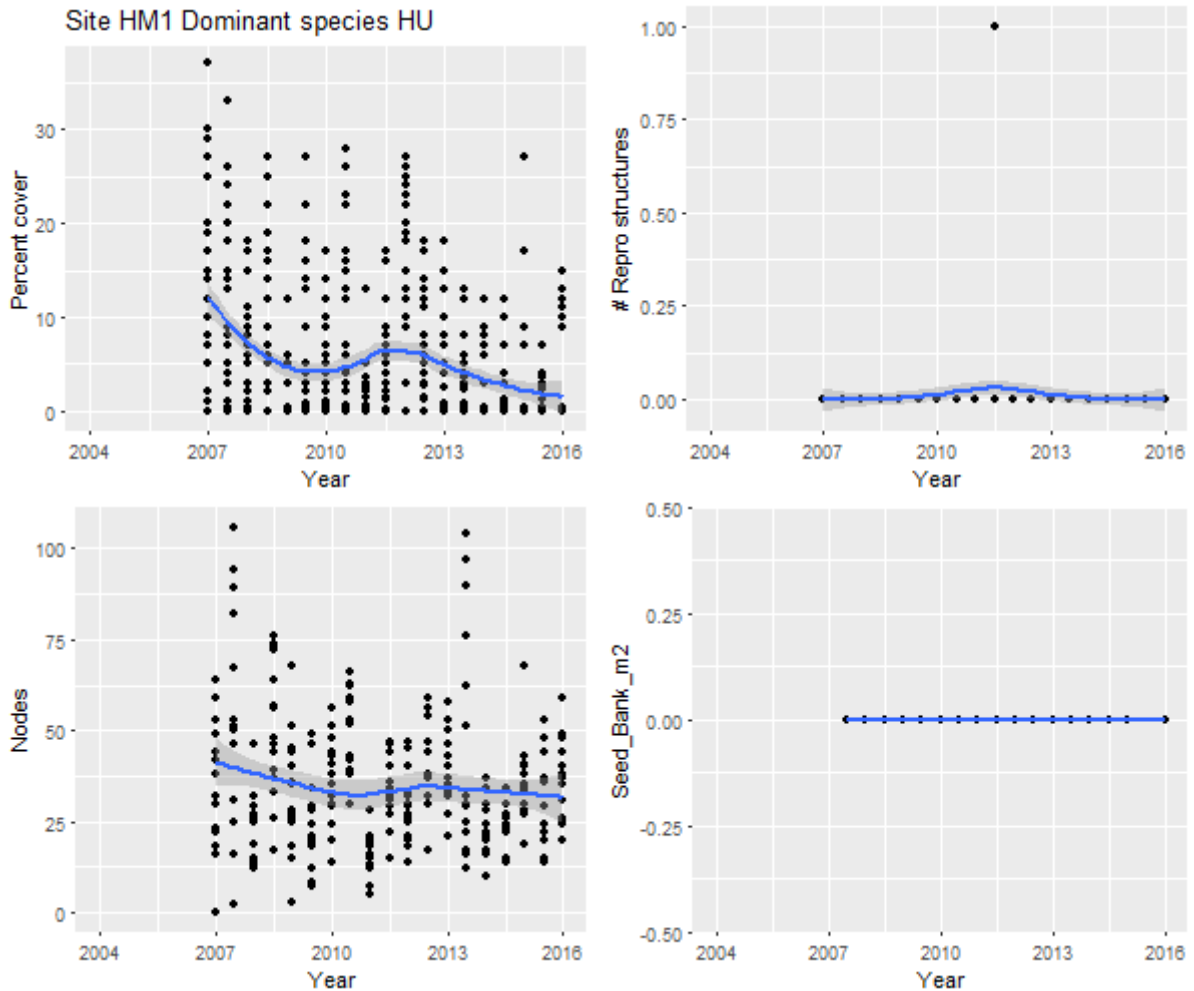 Site HM1 Dominant species HU
Percent cover
30
20
10
0
2004 2007 2010 2013 2016
Year
# Repro structures
1.00
0.75
0.50
0.25
0.00
2004 2007 2010 2013 2016
Year
Nodes
100
75
50
25
0
2004 2007 2010 2013 2016
Year
Seed_Bank_m2
0.50
0.25
0.00
-0.25
-0.50
2004 2007 2010 2013 2016
Year